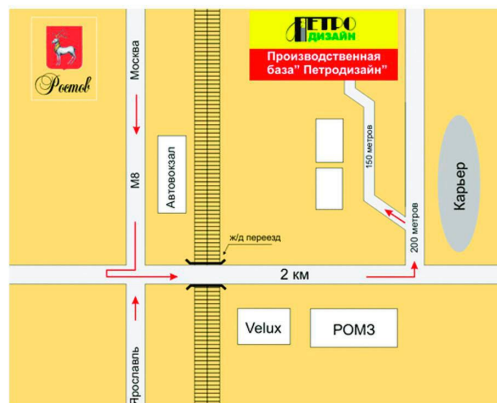 Ростов
Москва
М8
Автовокзал
ПЕТРО
ДИЗАЙН
Производственная
база" Петродизайн"
150 метров
200 метров
Карьер
ж/д переезд
2 км
Velux
РОМЗ
Ярославль